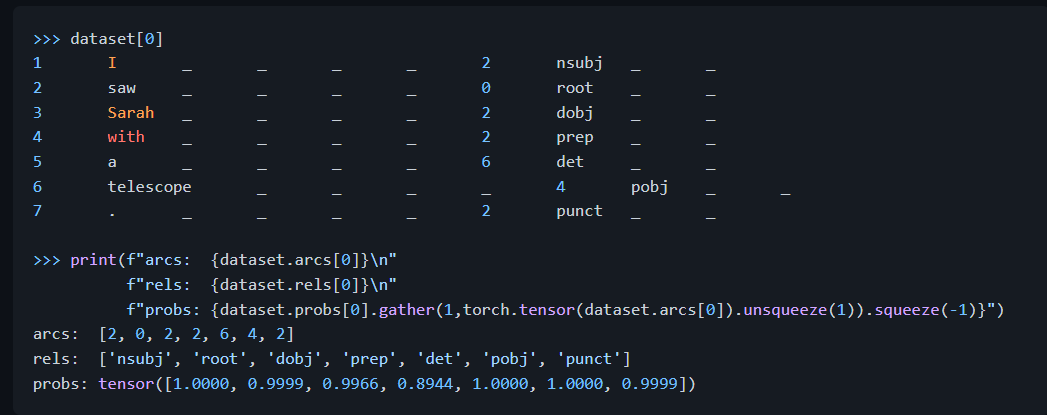 >>> dataset[0]
1 I _ _ _ _ 2 nsubj _ _
2 saw _ _ _ _ 0 root _ _
3 Sarah _ _ _ _ 2 dobj _ _
4 with _ _ _ _ 2 prep _ _
5 a _ _ _ _ 6 det _ _
6 telescope _ _ _ _ 4 pobj _ _
7 . _ _ _ _ 2 punct _ _
>>> print(f"arcs:  {dataset.arcs[0]}\n"
f"rels:  {dataset.rels[0]}\n"
f"probs: {dataset.probs[0].gather(1,torch.tensor(dataset.arcs[0]).unsqueeze(1)).squeeze(-1)}")
arcs:  [2, 0, 2, 2, 6, 4, 2]
rels:  ['nsubj', 'root', 'dobj', 'prep', 'det', 'pobj', 'punct']
probs: tensor([1.0000, 0.9999, 0.9966, 0.8944, 1.0000, 1.0000, 0.9999])